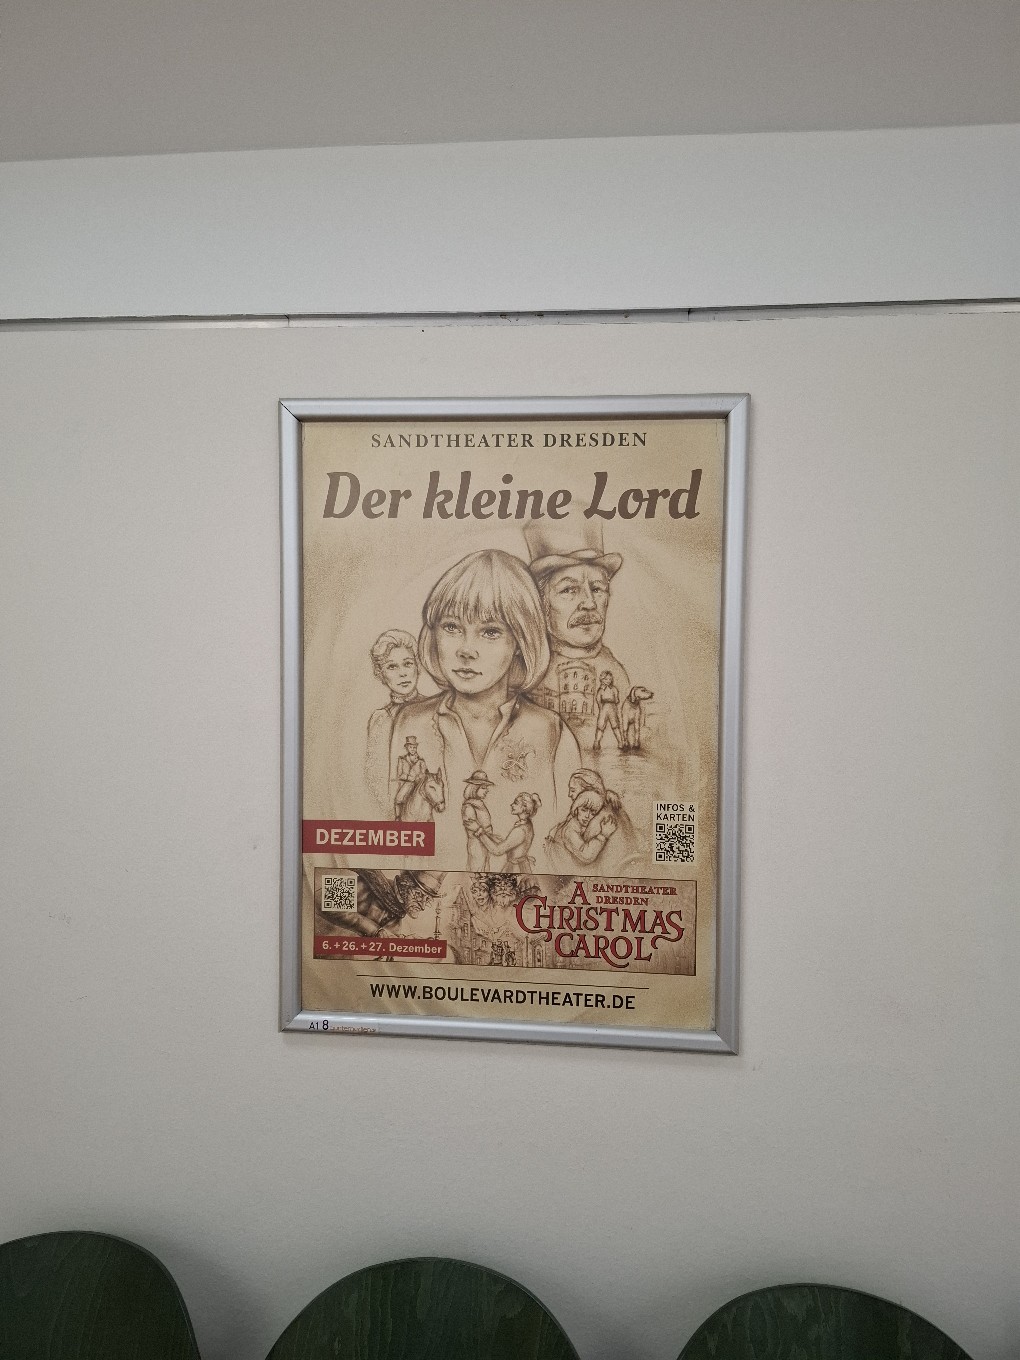 SANDTHEATER DRESDEN
Der kleine Lord
INFOS &
KARTEN
DEZEMBER
A SANDTHEATER
DRESDEN
CHRISTMAS
CAROL
6.+26.+27. Dezember
WWW.BOULEVARDTHEATER.DE
A1 8